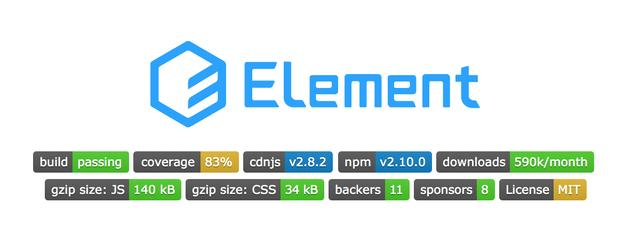 Element
build passing coverage 83% cdnjs v2.8.2 npm v2.10.0 downloads 590k/month
gzip size: JS 140 kB gzip size: CSS 34 kB backers 11 sponsors 8 License MIT